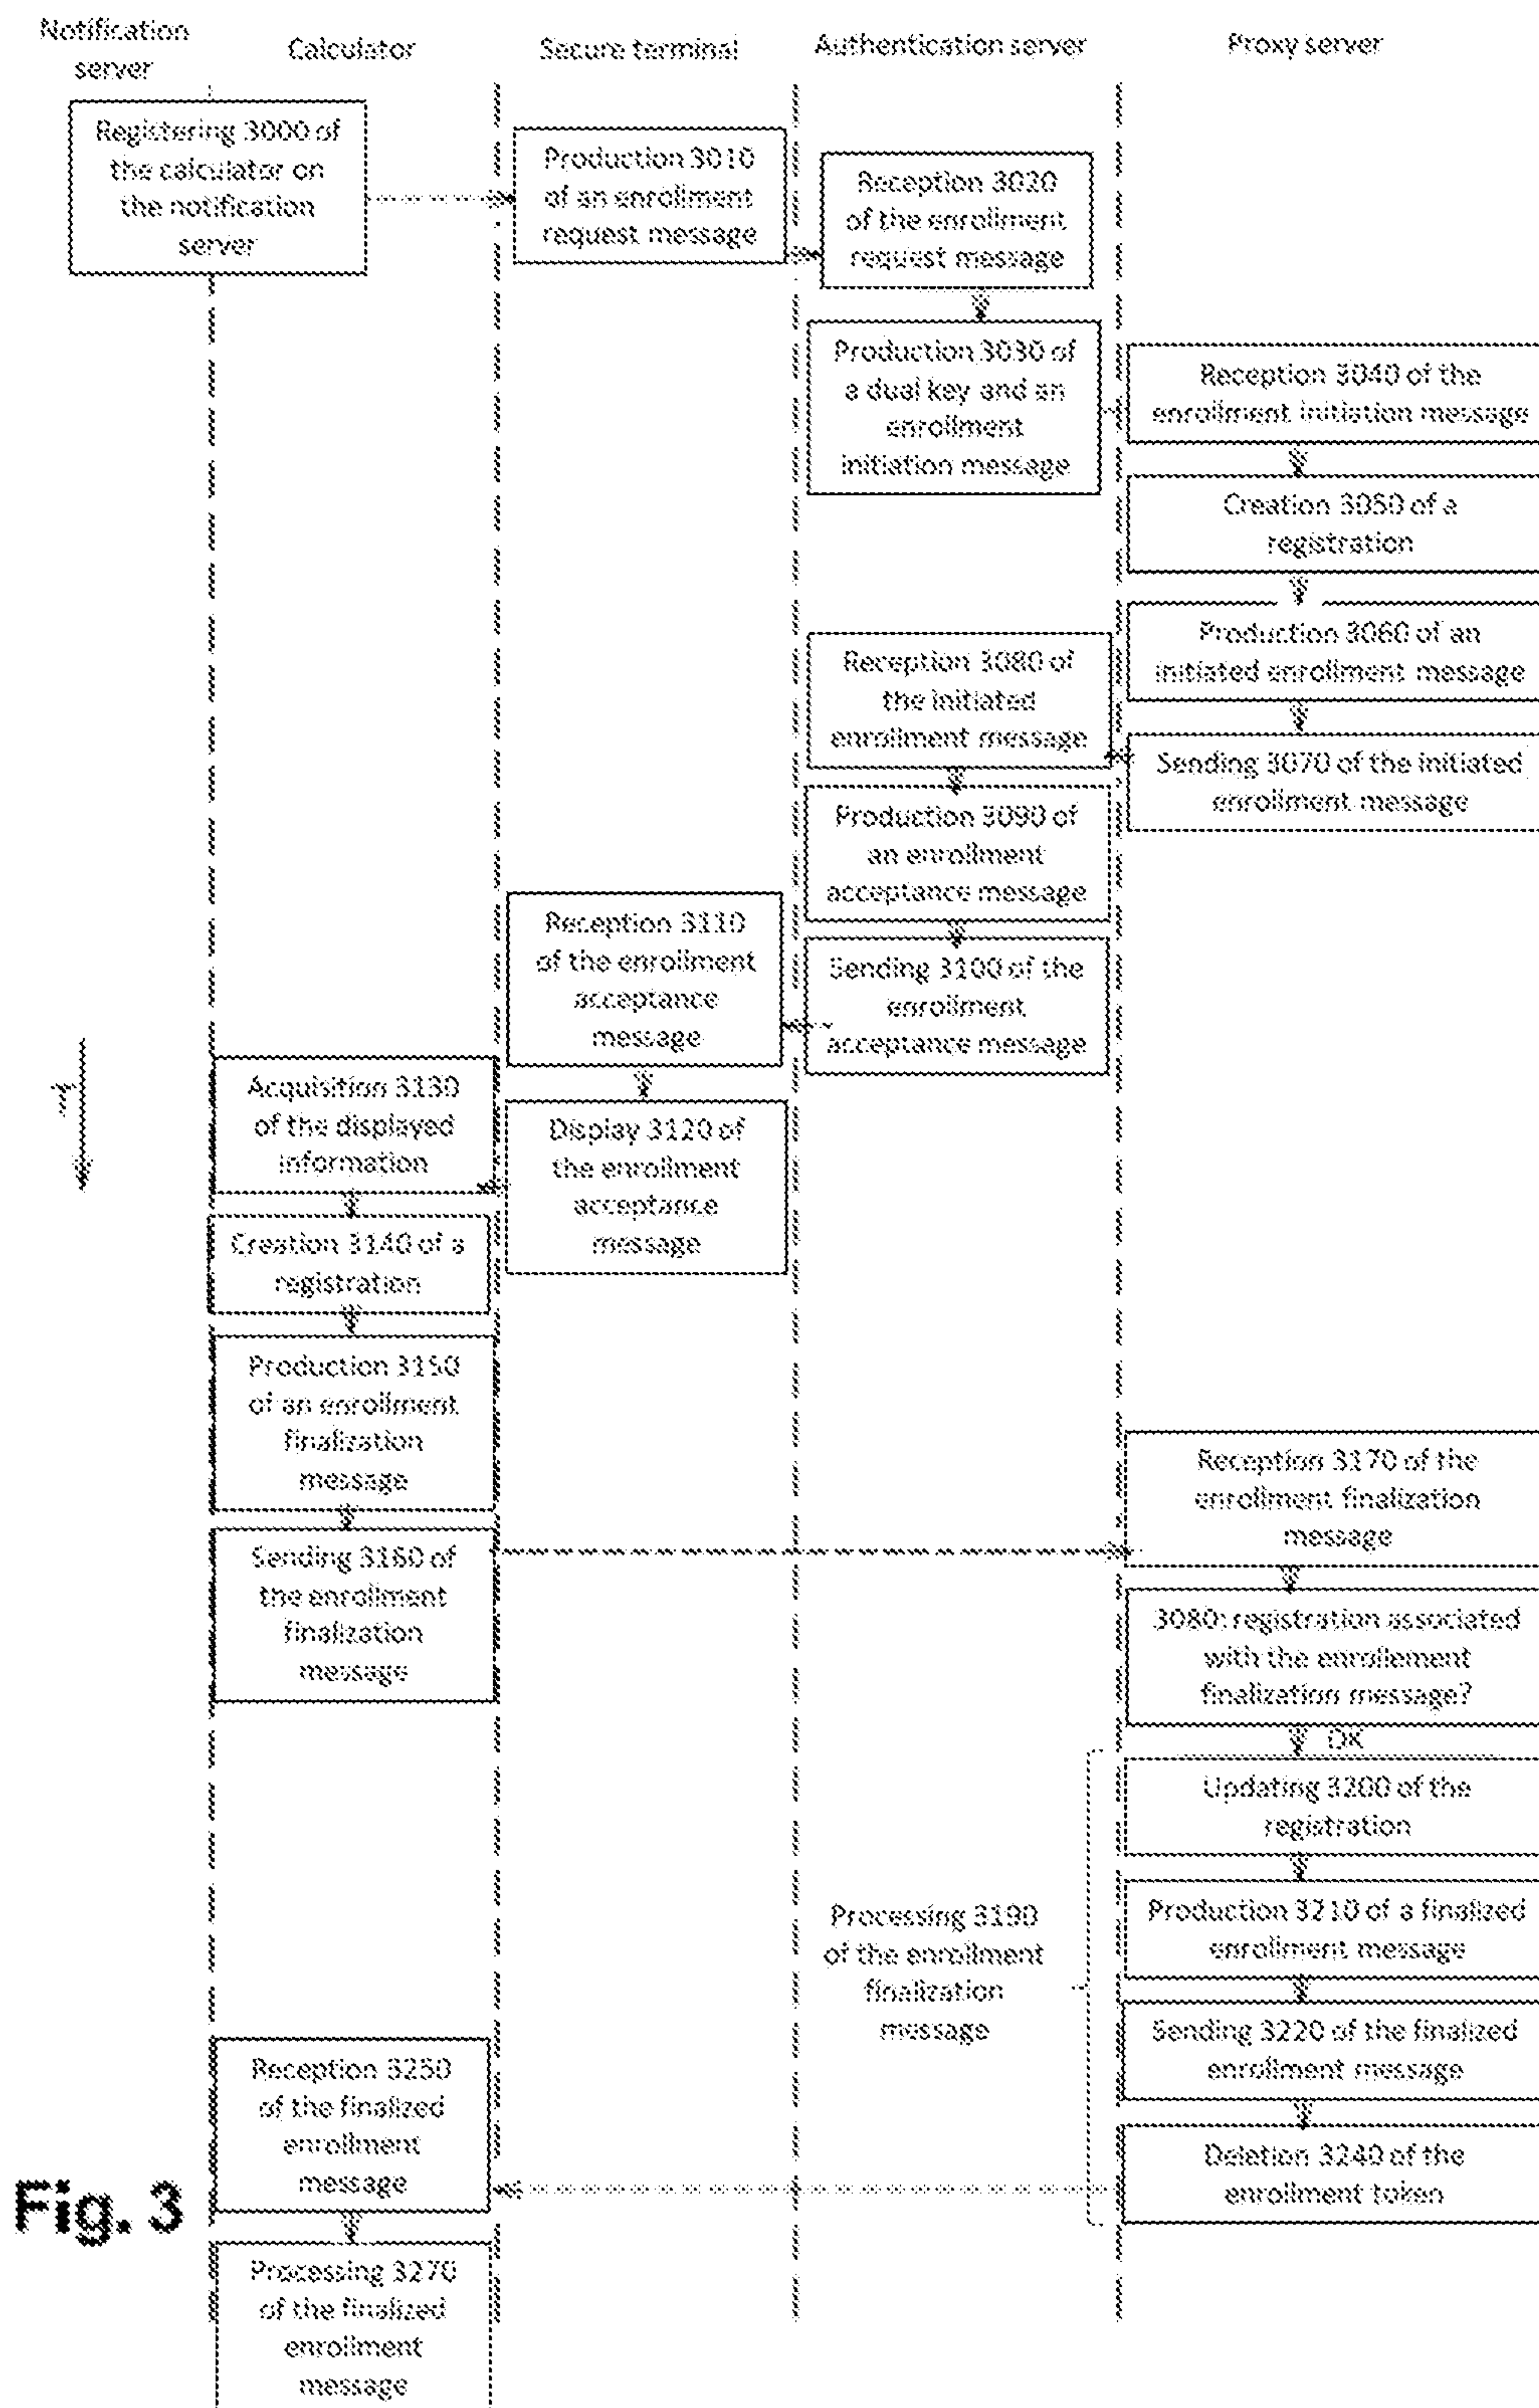 Notification
server
Calculator
Secure terminal
Authentication server
Proxy server
Registering 3000 of
the calculator on
the notification
server
Production 3010
of an enrollment
request message
Reception 3020
of the enrollment
request message
Production 3030 of
a dual key and an
enrollment
initiation message
Reception 3040 of the
enrollment initiation message
Creation 3050 of a
registration
Production 3060 of an
initiated enrollment message
Sending 3070 of the initiated
enrollment message
Reception 3080 of
the initiated
enrollment message
Production 3090 of
an enrollment
acceptance message
Sending 3100 of the
enrollment
acceptance message
Reception 3110
of the enrollment
acceptance
message
Display 3120 of
the enrollment
acceptance
message
T
Acquisition 3130
of the displayed
information
Creation 3140 of a
registration
Production 3150
of an enrollment
finalization
message
Sending 3160 of
the enrollment
finalization
message
Reception 3170 of the
enrollment finalization
message
3080: registration associated
with the enrollement
finalization message?
OK
Updating 3200 of the
registration
Production 3210 of a finalized
enrollment message
Sending 3220 of the finalized
enrollment message
Deletion 3240 of the
enrollment token
Processing 3190
of the enrollment
finalization
message
Reception 3250
of the finalized
enrollment
message
Processing 3270
of the finalized
enrollment
message
Fig. 3